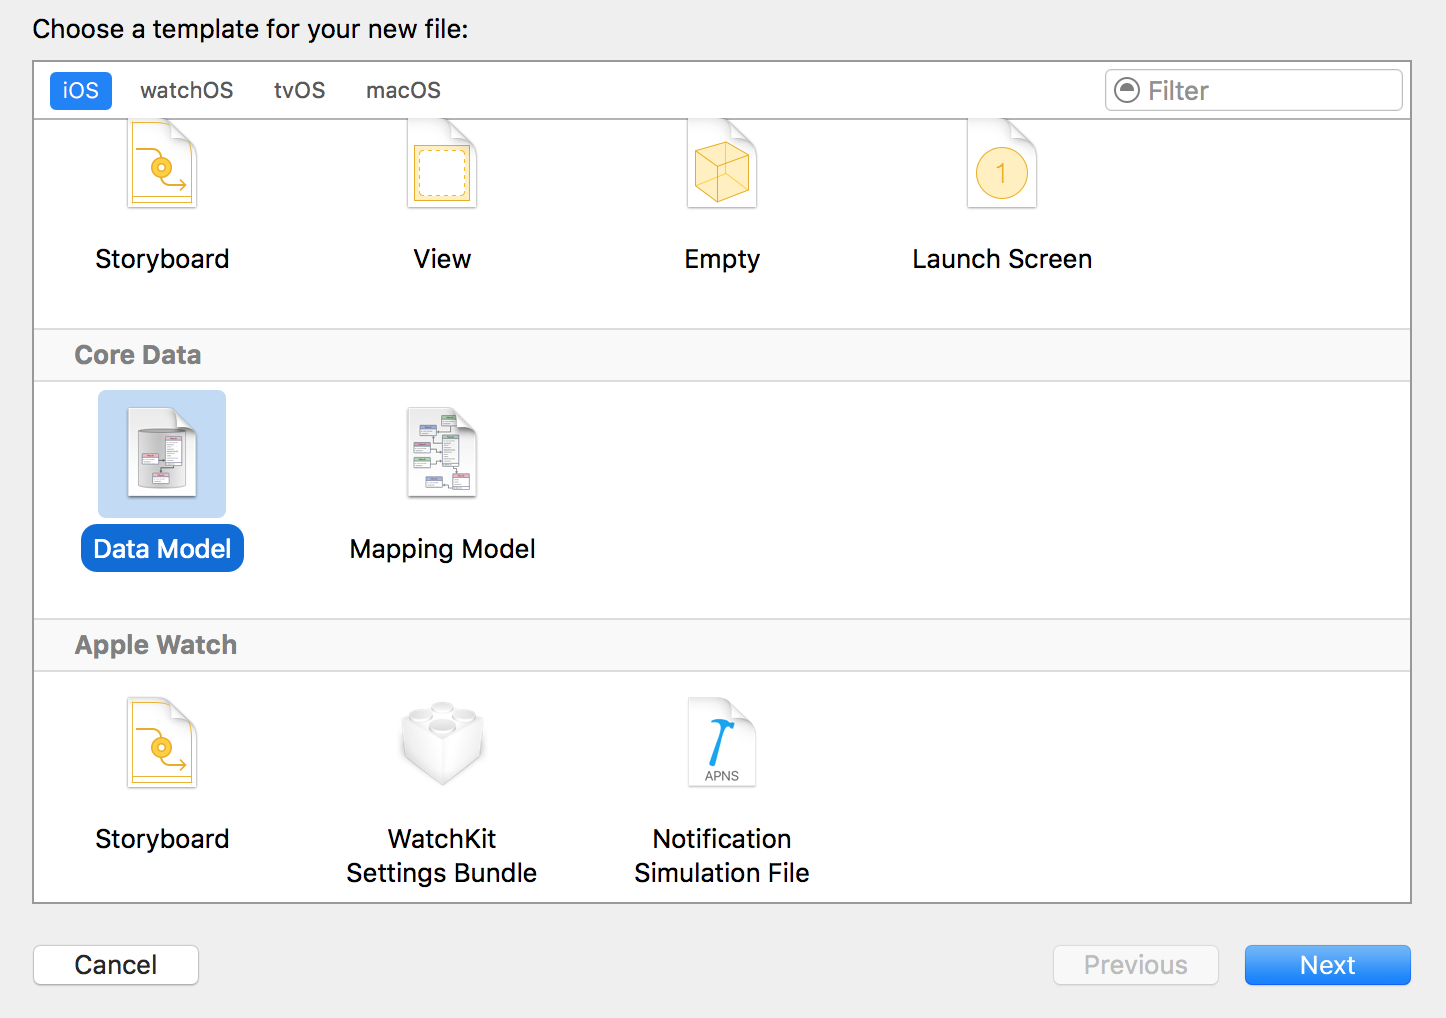 Choose a template for your new file:
iOS watchOS tvOS macOS Filter
1
Storyboard View Empty Launch Screen
Core Data
Data Model Mapping Model
Apple Watch
APNS
Storyboard WatchKit Settings Bundle Notification Simulation File
Cancel Previous Next